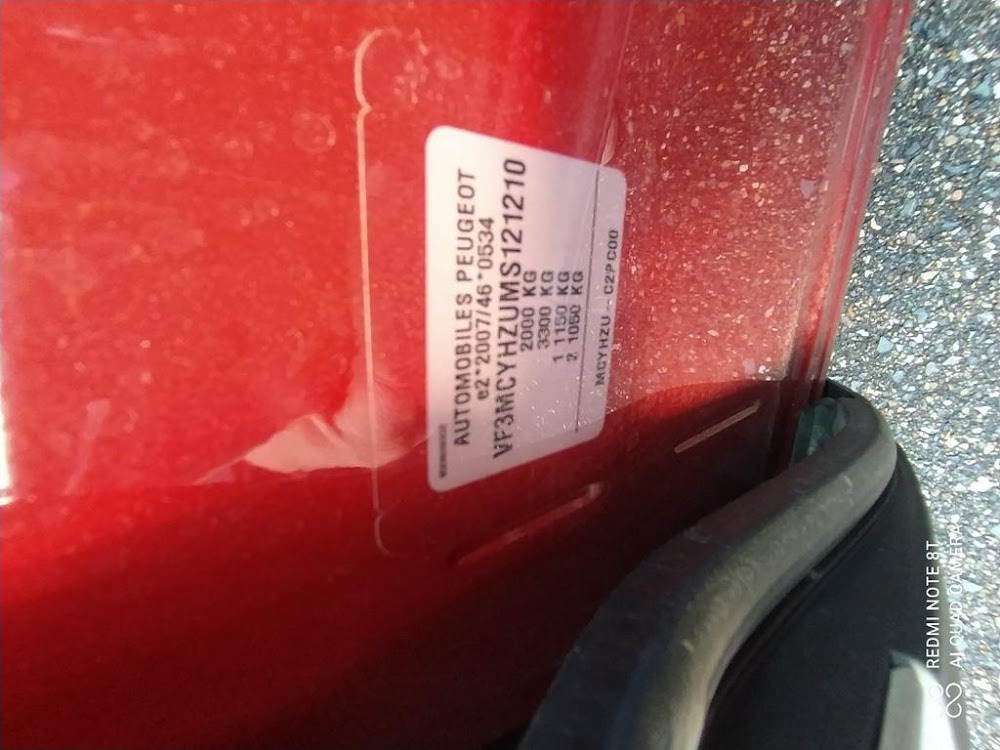 AUTOMOBILES PEUGEOT
e2*2007/46*0534
VF3MCYHZUMS121210
2000 KG
3300 KG
1 1150 KG
2 1050 KG
MCYHZU -- C2PC00
REDMI NOTE 8T
AI QUAD CAMERA